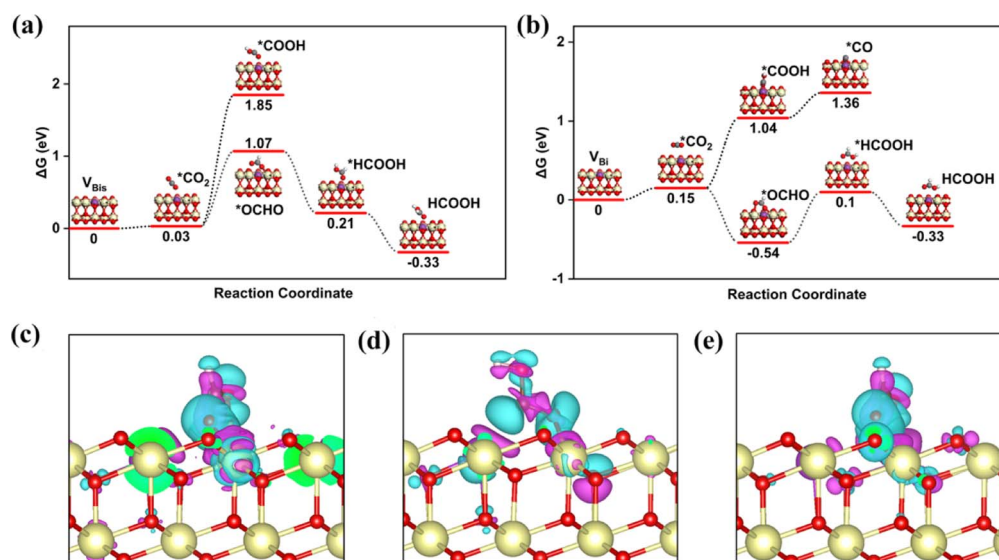 (a)
ΔG (eV)
2
1
0
V_Bis
0
*CO₂
0.03
*COOH
1.85
1.07
*OCHO
*HCOOH
0.21
HCOOH
-0.33
Reaction Coordinate
(b)
ΔG (eV)
2
1
0
-1
V_Bi
0
*CO₂
0.15
*COOH
1.04
*CO
1.36
*OCHO
-0.54
*HCOOH
0.1
HCOOH
-0.33
Reaction Coordinate
(c)
(d)
(e)